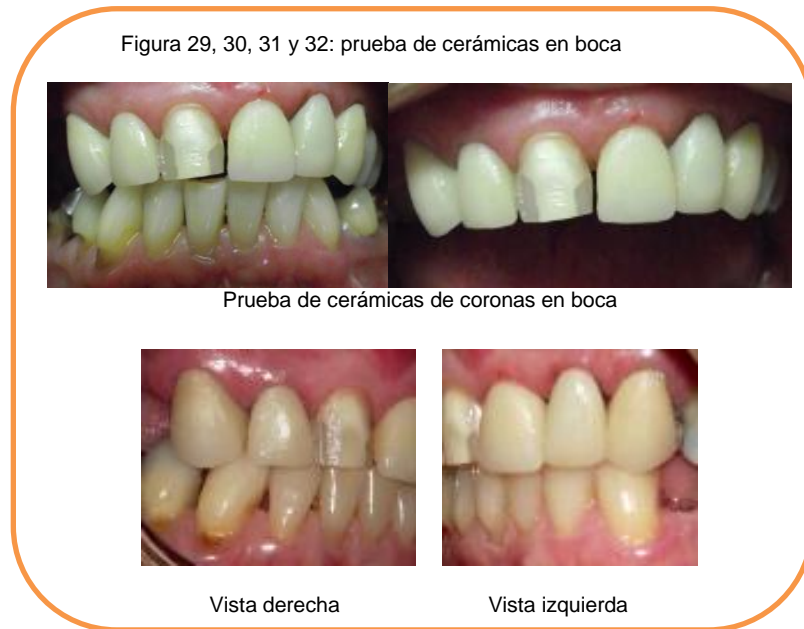 Figura 29, 30, 31 y 32: prueba de cerámicas en boca
Prueba de cerámicas de coronas en boca
Vista derecha
Vista izquierda